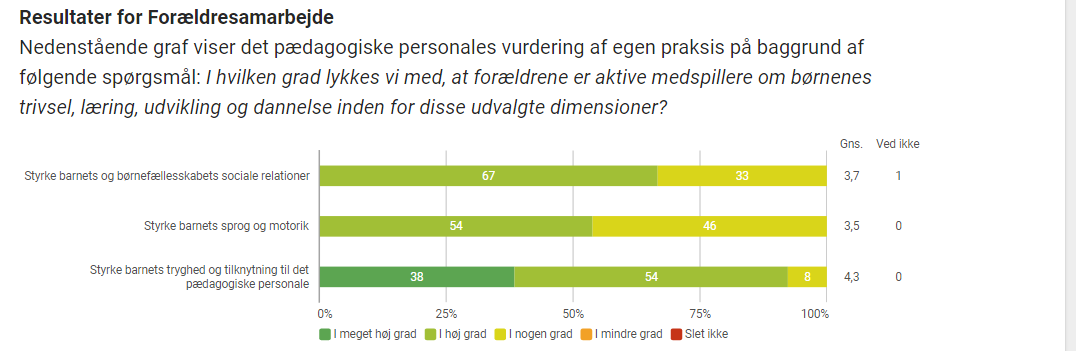 Resultater for Forældresamarbejde
Nedenstående graf viser det pædagogiske personales vurdering af egen praksis på baggrund af
følgende spørgsmål: I hvilken grad lykkes vi med, at forældrene er aktive medspillere om børnenes
trivsel, læring, udvikling og dannelse inden for disse udvalgte dimensioner?
Gns. Ved ikke
Styrke barnets og børnefællesskabets sociale relationer 67 33 3,7 1
Styrke barnets sprog og motorik 54 46 3,5 0
Styrke barnets tryghed og tilknytning til det
pædagogiske personale 38 54 8 4,3 0
0% 25% 50% 75% 100%
I meget høj grad I høj grad I nogen grad I mindre grad Slet ikke